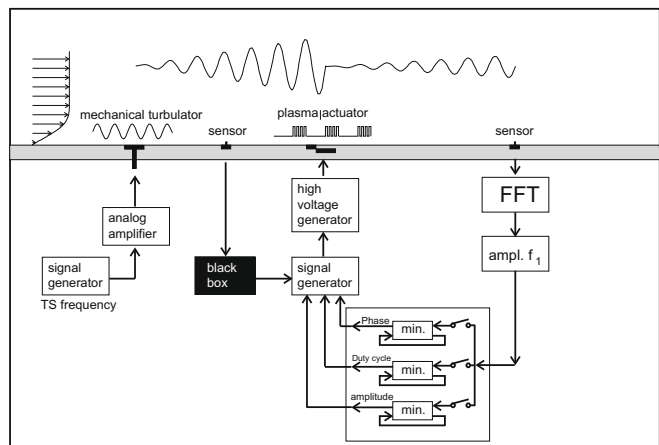 mechanical turbulator
sensor
plasma actuator
sensor
analog
amplifier
high
voltage
generator
FFT
ampl. f1
signal
generator
TS frequency
black
box
signal
generator
Phase
min.
Duty cycle
min.
amplitude
min.